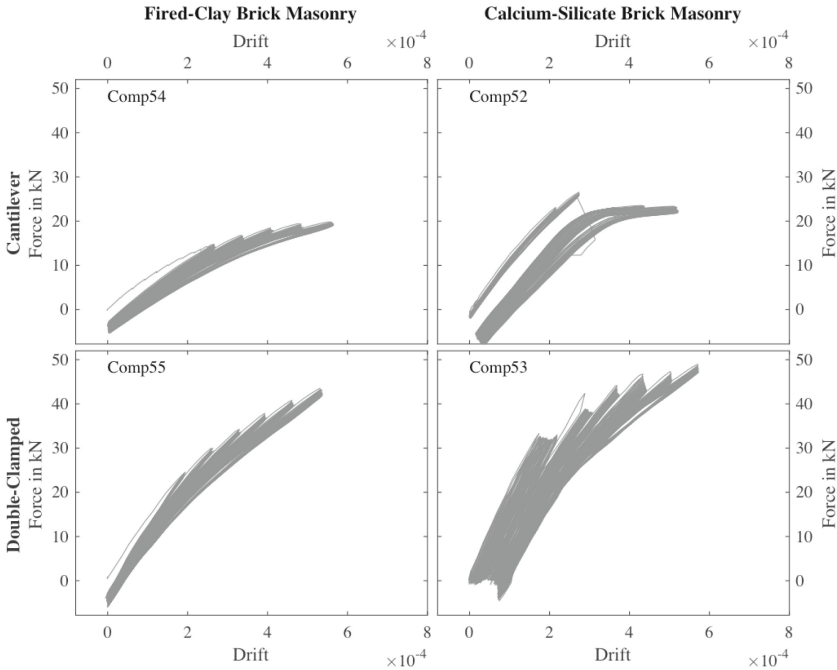 Fired-Clay Brick Masonry Calcium-Silicate Brick Masonry
Drift Drift
×10⁻⁴ ×10⁻⁴
0 2 4 6 8 0 2 4 6 8
Comp54
Comp52
50 40 30 20 10 0
50 40 30 20 10 0
Cantilever
Force in kN
Force in kN
Comp55
Comp53
50 40 30 20 10 0
50 40 30 20 10 0
Double-Clamped
Force in kN
Force in kN
0 2 4 6 8 0 2 4 6 8
Drift Drift
×10⁻⁴ ×10⁻⁴